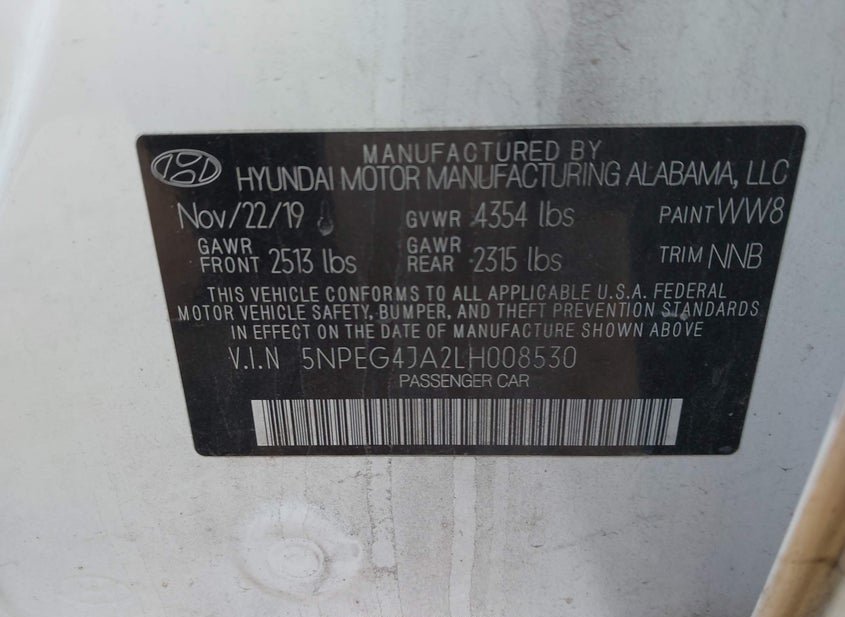 MANUFACTURED BY
HYUNDAI MOTOR MANUFACTURING ALABAMA, LLC
Nov/22/19 GVWR 4354 lbs PAINT WW8
GAWR FRONT 2513 lbs GAWR REAR 2315 lbs TRIM NNB
THIS VEHICLE CONFORMS TO ALL APPLICABLE U.S.A. FEDERAL
MOTOR VEHICLE SAFETY, BUMPER, AND THEFT PREVENTION STANDARDS
IN EFFECT ON THE DATE OF MANUFACTURE SHOWN ABOVE.
V.I.N 5NPEG4JA2LH008530
PASSENGER CAR